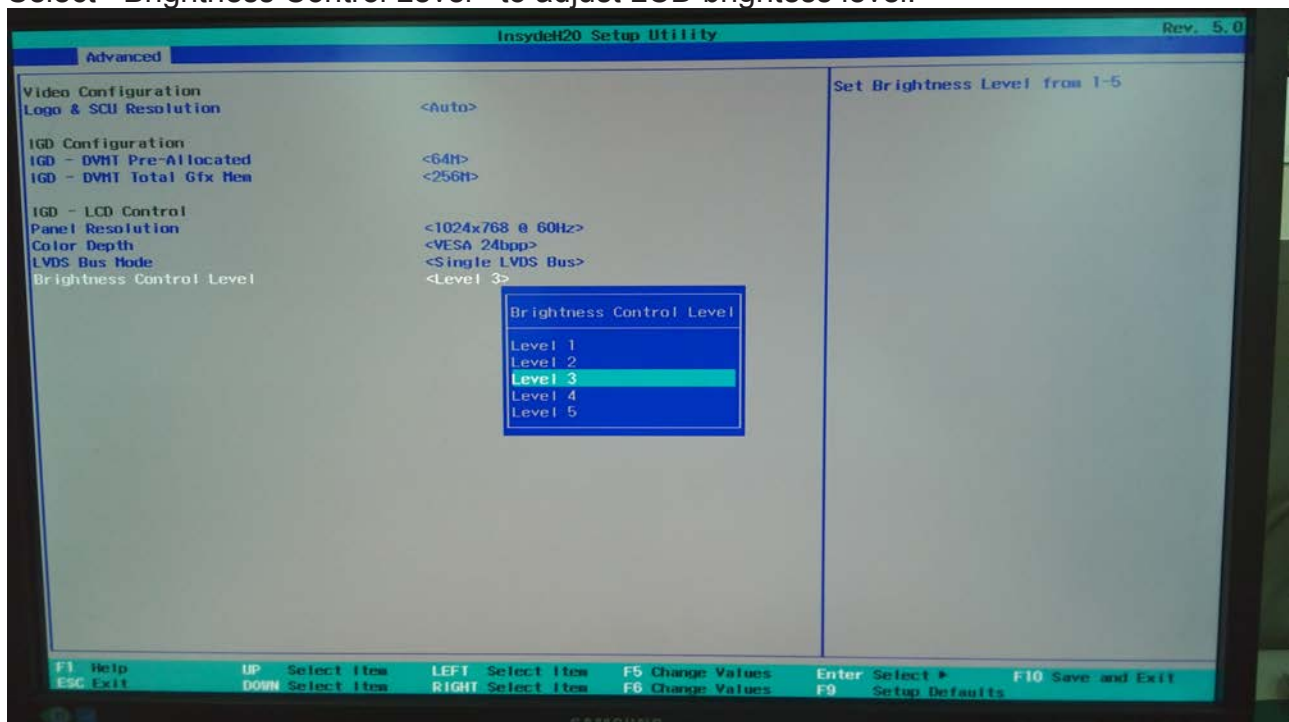 Select "Brightness Control Level" to adjust LCD brightess level.
InsydeH20 Setup Utility Rev. 5.0
Advanced
Video Configuration
Logo & SCU Resolution <Auto>
IGD Configuration
IGD - DVMT Pre-Allocated <64M>
IGD - DVMT Total Gfx Mem <256M>
IGD - LCD Control
Panel Resolution <1024x768 @ 60Hz>
Color Depth <VESA 24bpp>
LVDS Bus Mode <Single LVDS Bus>
Brightness Control Level <Level 3>
Set Brightness Level from 1-5
Brightness Control Level
Level 1
Level 2
Level 3
Level 4
Level 5
F1 Help UP Select Item LEFT Select Item F5 Change Values Enter Select ▶ F10 Save and Exit
ESC Exit DOWN Select Item RIGHT Select Item F6 Change Values F9 Setup Defaults
SAMSUNG